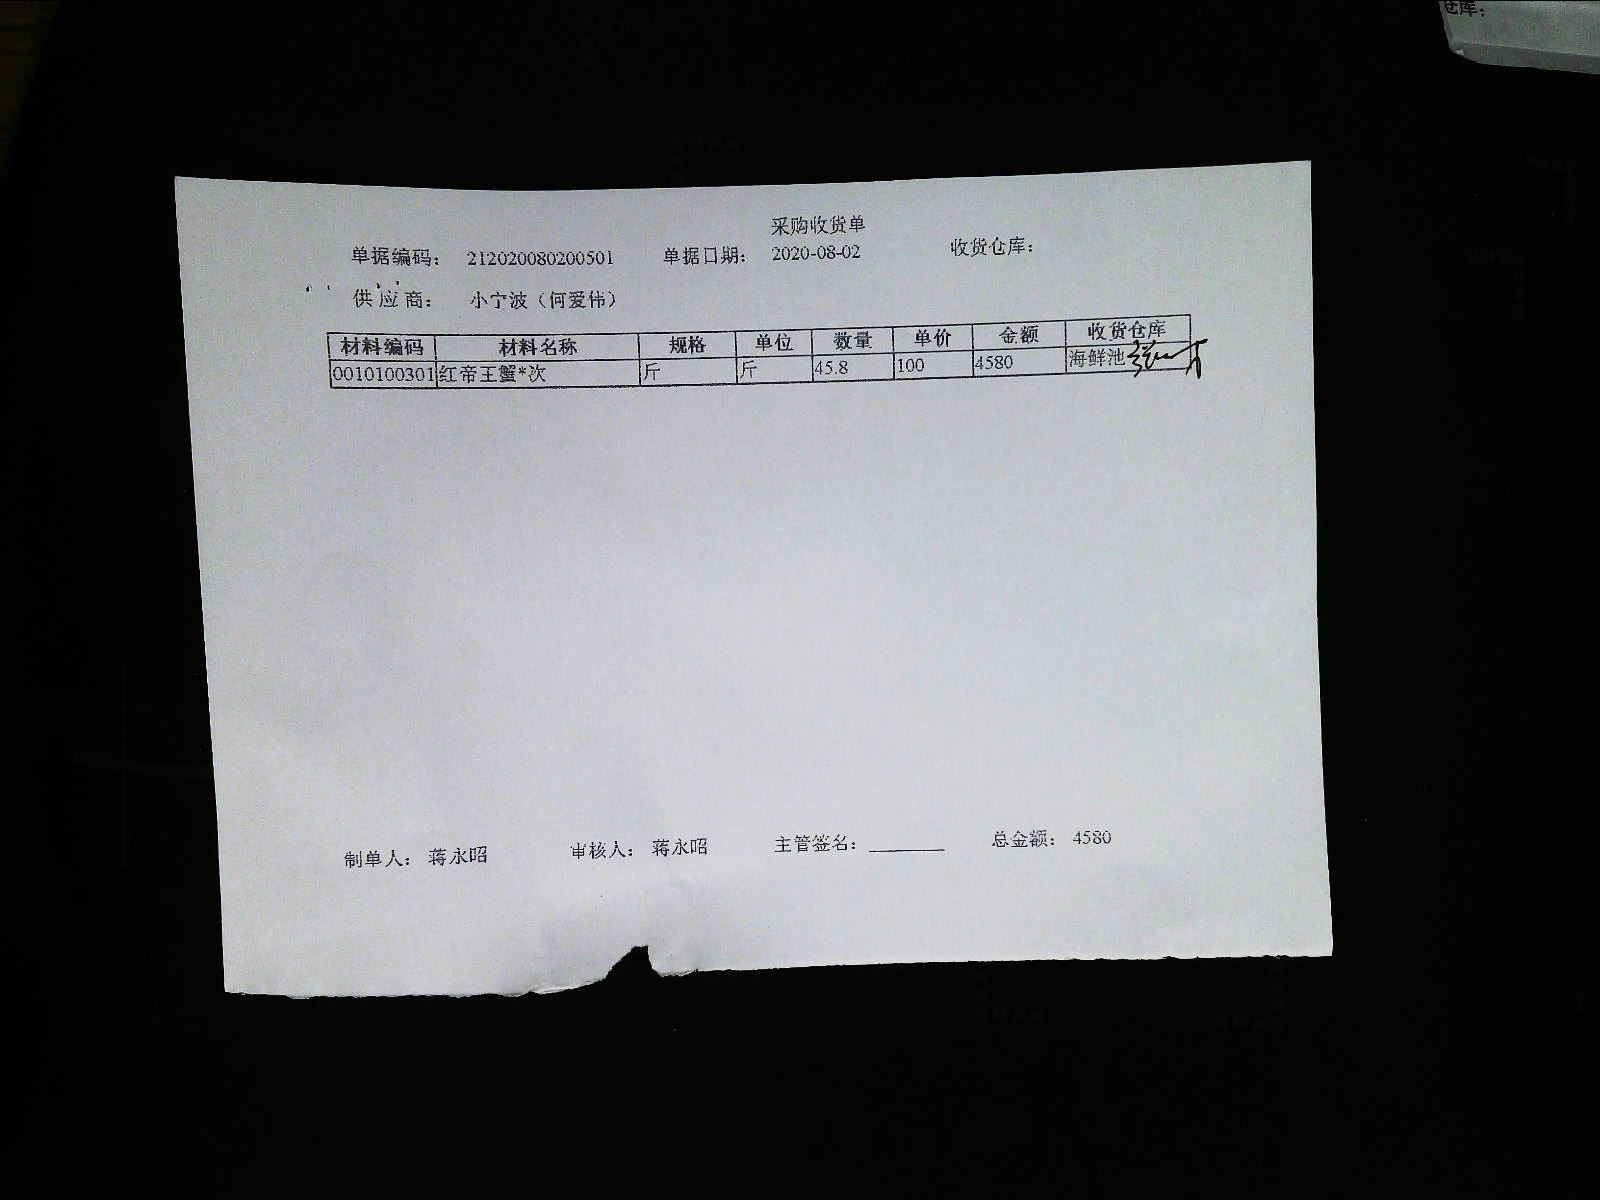 仓库：
采购收货单
单据编码： 212020080200501 单据日期： 2020-08-02 收货仓库：
供应商： 小宁波（何爱伟）
材料编码 材料名称 规格 单位 数量 单价 金额 收货仓库
0010100301 红帝王蟹*次 斤 斤 45.8 100 4580 海鲜池
制单人： 蒋永昭 审核人： 蒋永昭 主管签名： 总金额： 4580